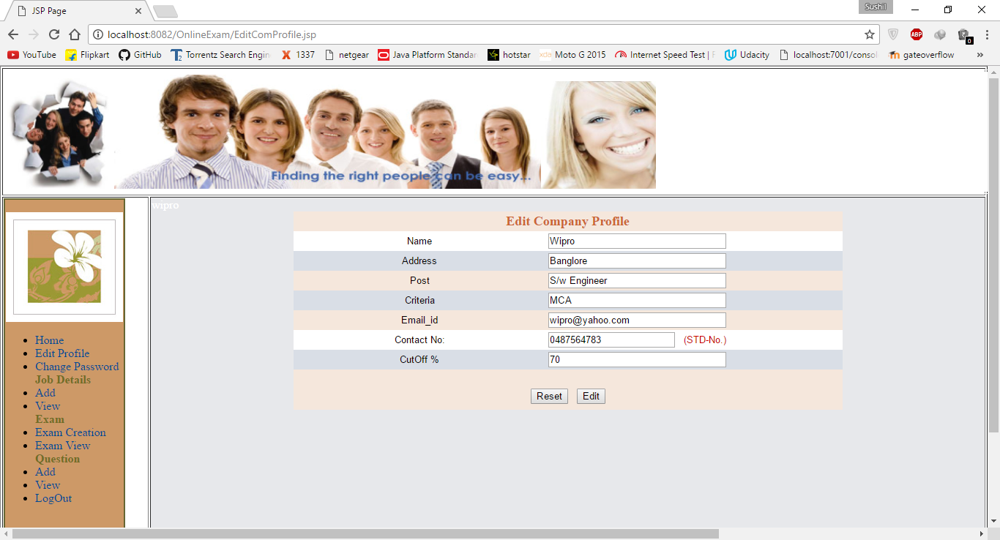 JSP Page
Sushil
localhost:8082/OnlineExam/EditComProfile.jsp
ABP
0
YouTube Flipkart GitHub Torrentz Search Engin 1337 netgear Java Platform Standar hotstar Moto G 2015 Internet Speed Test | F Udacity localhost:7001/consol gateoverflow »
Finding the right people can be easy...
wipro
Edit Company Profile
Name Wipro
Address Banglore
Post S/w Engineer
Criteria MCA
Email_id wipro@yahoo.com
Contact No: 0487564783 (STD-No.)
CutOff % 70
Reset Edit
Home
Edit Profile
Change Password
Job Details
Add
View
Exam
Exam Creation
Exam View
Question
Add
View
LogOut